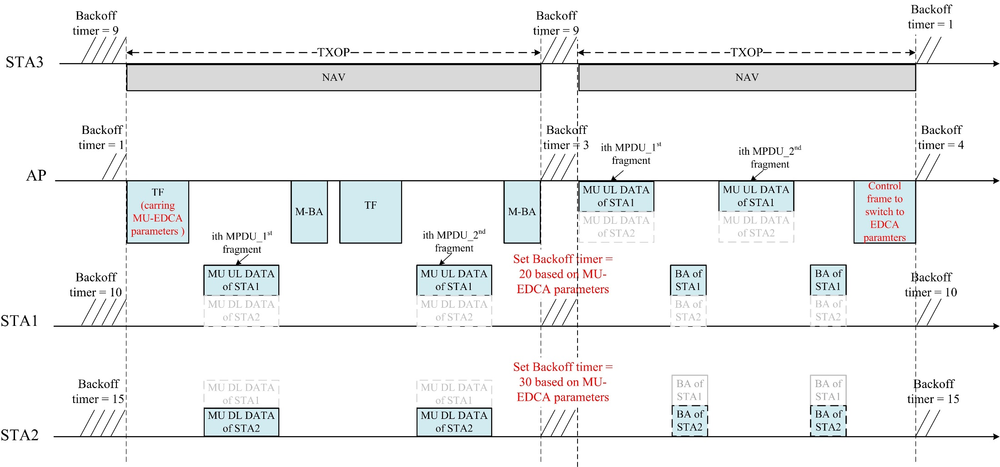 Backoff
timer = 9
Backoff
timer = 9
Backoff
timer = 1
STA3
TXOP
TXOP
NAV
NAV
Backoff
timer = 1
Backoff
timer = 3
ith MPDU_1st
fragment
ith MPDU_2nd
fragment
Backoff
timer = 4
AP
TF
(carring
MU-EDCA
parameters )
M-BA
TF
M-BA
MU UL DATA
of STA1
MU DL DATA
of STA2
MU UL DATA
of STA1
MU DL DATA
of STA2
Control
frame to
switch to
EDCA
paramters
ith MPDU_1st
fragment
ith MPDU_2nd
fragment
Backoff
timer = 10
MU UL DATA
of STA1
MU DL DATA
of STA2
MU UL DATA
of STA1
MU DL DATA
of STA2
Set Backoff timer =
20 based on MU-
EDCA parameters
BA of
STA1
BA of
STA2
BA of
STA1
BA of
STA2
Backoff
timer = 10
STA1
Backoff
timer = 15
MU DL DATA
of STA1
MU DL DATA
of STA2
MU DL DATA
of STA1
MU DL DATA
of STA2
Set Backoff timer =
30 based on MU-
EDCA parameters
BA of
STA1
BA of
STA2
BA of
STA1
BA of
STA2
Backoff
timer = 15
STA2